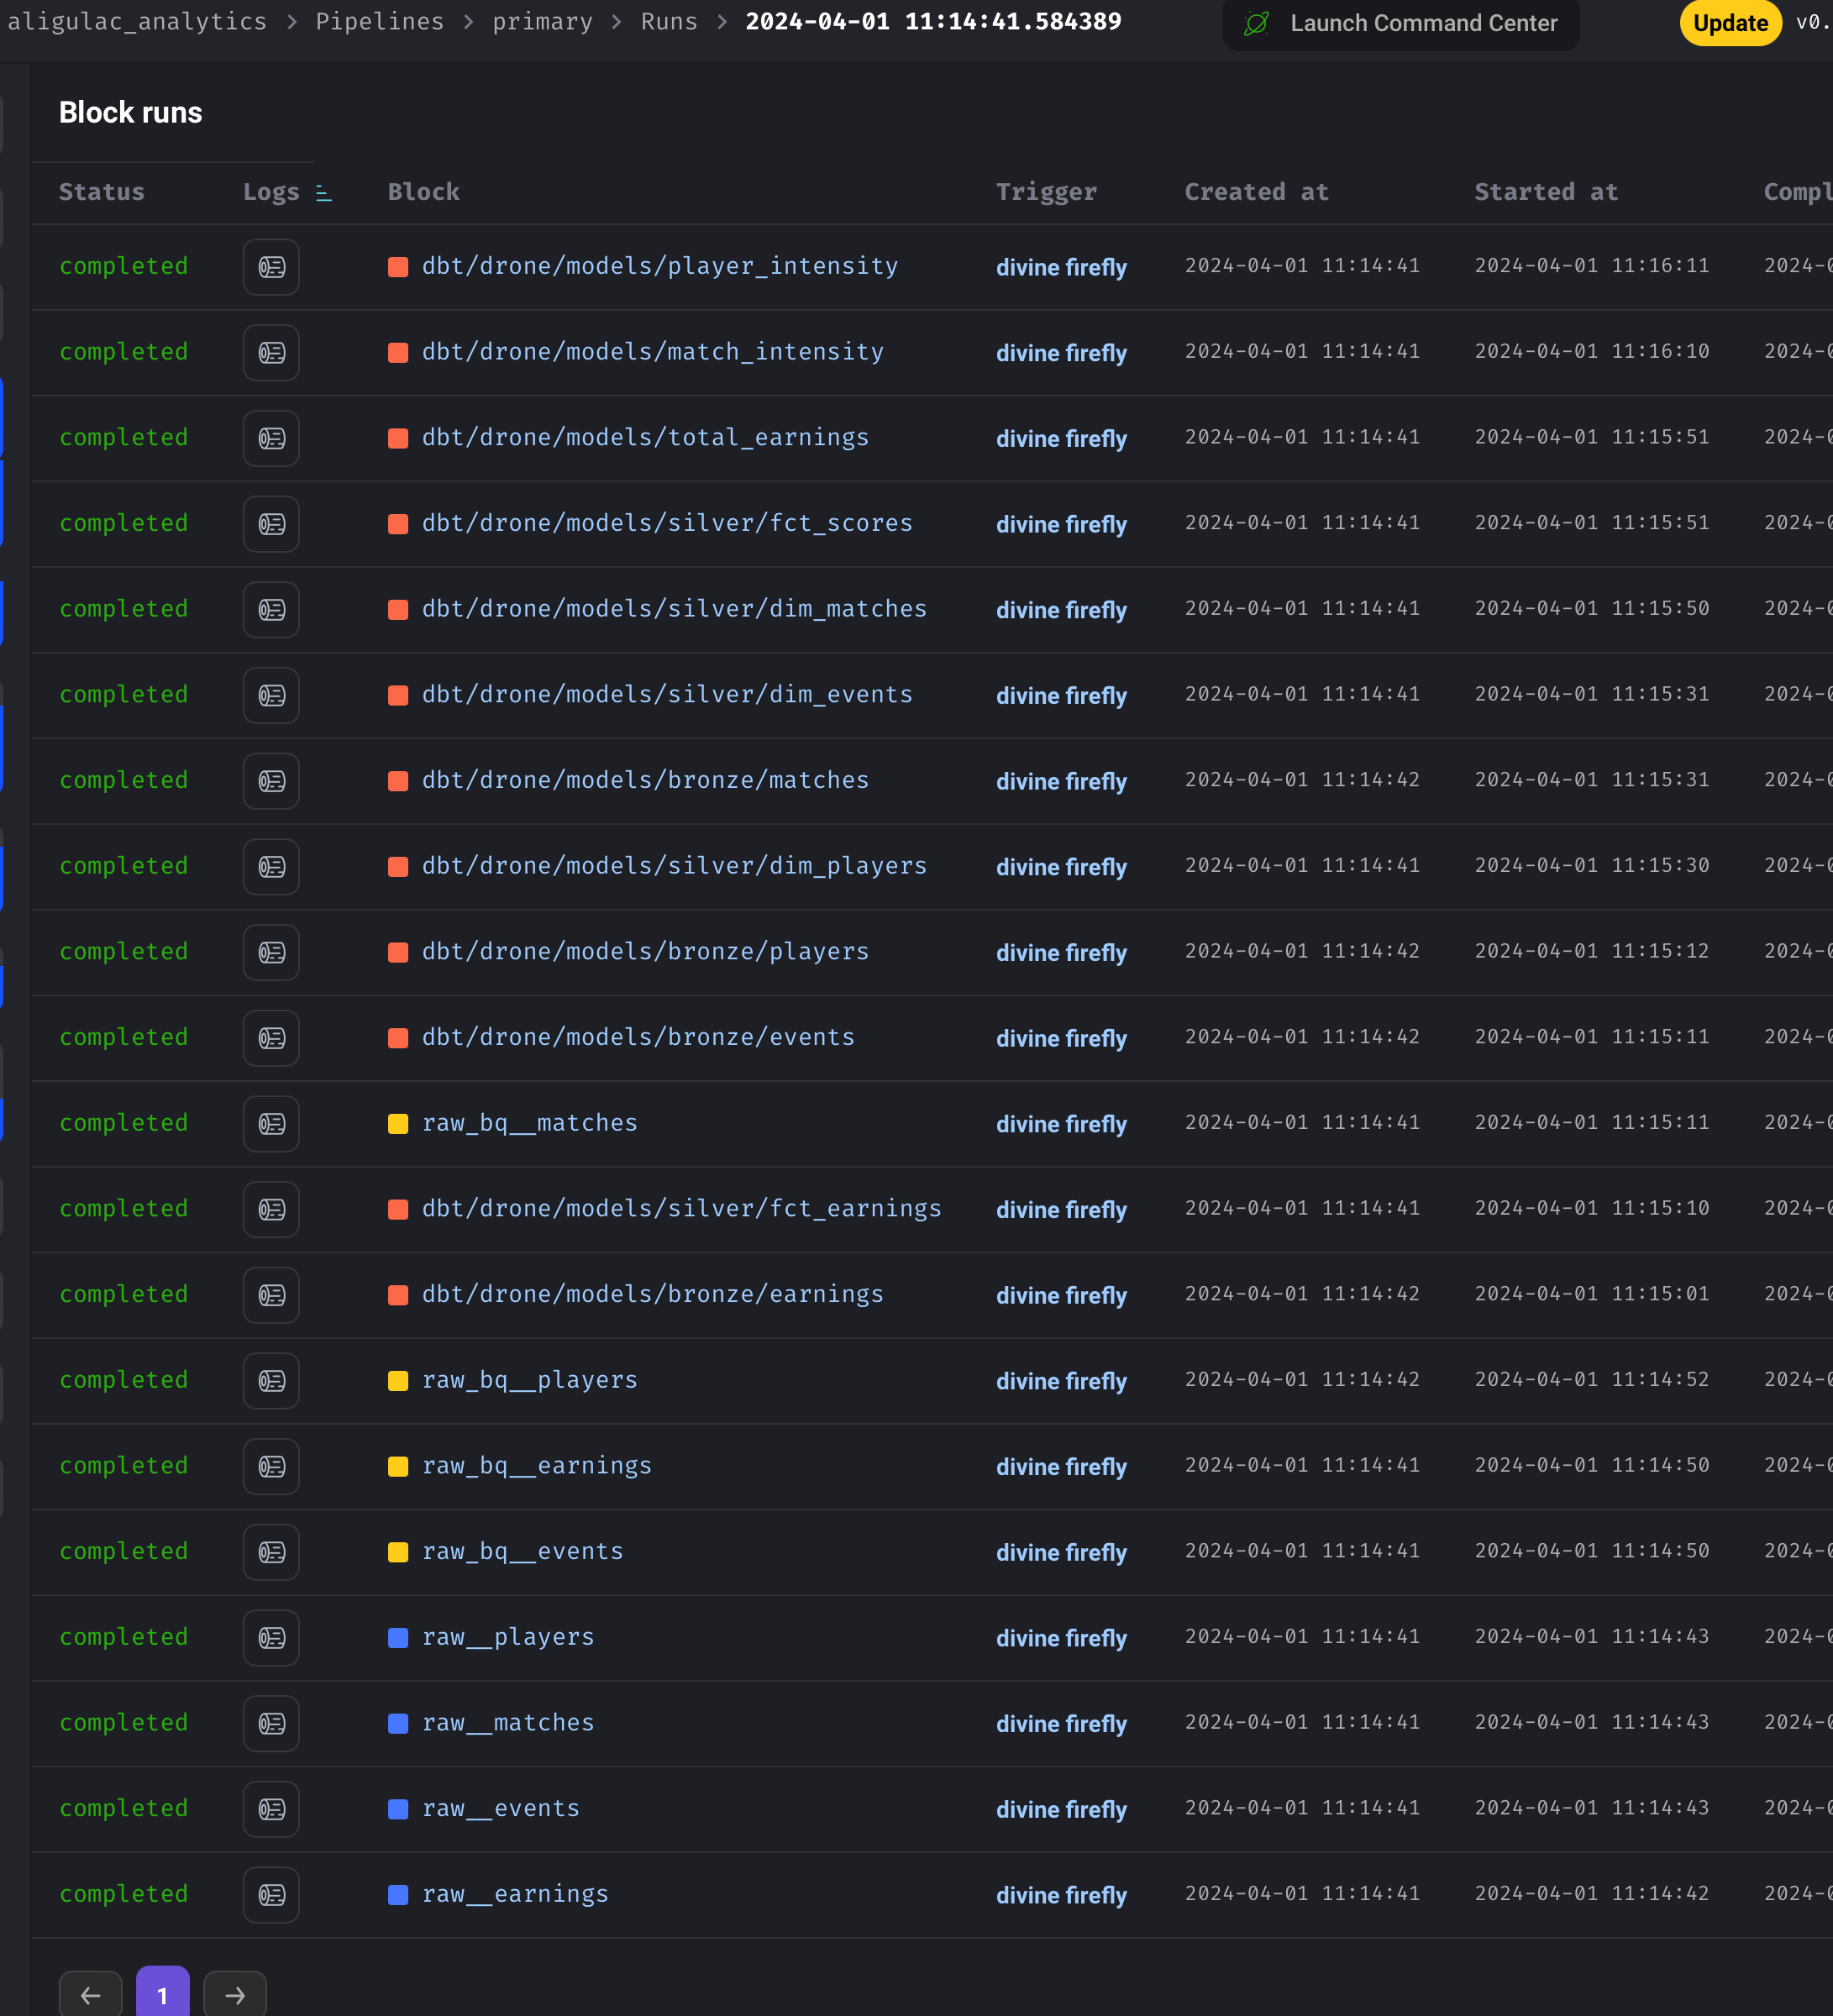 aligulac_analytics > Pipelines > primary > Runs > 2024-04-01 11:14:41.584389 Launch Command Center Update v0.
Block runs
Status Logs Block Trigger Created at Started at Compl
completed dbt/drone/models/player_intensity divine firefly 2024-04-01 11:14:41 2024-04-01 11:16:11 2024-0
completed dbt/drone/models/match_intensity divine firefly 2024-04-01 11:14:41 2024-04-01 11:16:10 2024-0
completed dbt/drone/models/total_earnings divine firefly 2024-04-01 11:14:41 2024-04-01 11:15:51 2024-0
completed dbt/drone/models/silver/fct_scores divine firefly 2024-04-01 11:14:41 2024-04-01 11:15:51 2024-0
completed dbt/drone/models/silver/dim_matches divine firefly 2024-04-01 11:14:41 2024-04-01 11:15:50 2024-0
completed dbt/drone/models/silver/dim_events divine firefly 2024-04-01 11:14:41 2024-04-01 11:15:31 2024-0
completed dbt/drone/models/bronze/matches divine firefly 2024-04-01 11:14:42 2024-04-01 11:15:31 2024-0
completed dbt/drone/models/silver/dim_players divine firefly 2024-04-01 11:14:41 2024-04-01 11:15:30 2024-0
completed dbt/drone/models/bronze/players divine firefly 2024-04-01 11:14:42 2024-04-01 11:15:12 2024-0
completed dbt/drone/models/bronze/events divine firefly 2024-04-01 11:14:42 2024-04-01 11:15:11 2024-0
completed raw_bq__matches divine firefly 2024-04-01 11:14:41 2024-04-01 11:15:11 2024-0
completed dbt/drone/models/silver/fct_earnings divine firefly 2024-04-01 11:14:41 2024-04-01 11:15:10 2024-0
completed dbt/drone/models/bronze/earnings divine firefly 2024-04-01 11:14:42 2024-04-01 11:15:01 2024-0
completed raw_bq__players divine firefly 2024-04-01 11:14:42 2024-04-01 11:14:52 2024-0
completed raw_bq__earnings divine firefly 2024-04-01 11:14:41 2024-04-01 11:14:50 2024-0
completed raw_bq__events divine firefly 2024-04-01 11:14:41 2024-04-01 11:14:50 2024-0
completed raw__players divine firefly 2024-04-01 11:14:41 2024-04-01 11:14:43 2024-0
completed raw__matches divine firefly 2024-04-01 11:14:41 2024-04-01 11:14:43 2024-0
completed raw__events divine firefly 2024-04-01 11:14:41 2024-04-01 11:14:43 2024-0
completed raw__earnings divine firefly 2024-04-01 11:14:41 2024-04-01 11:14:42 2024-0
← 1 →